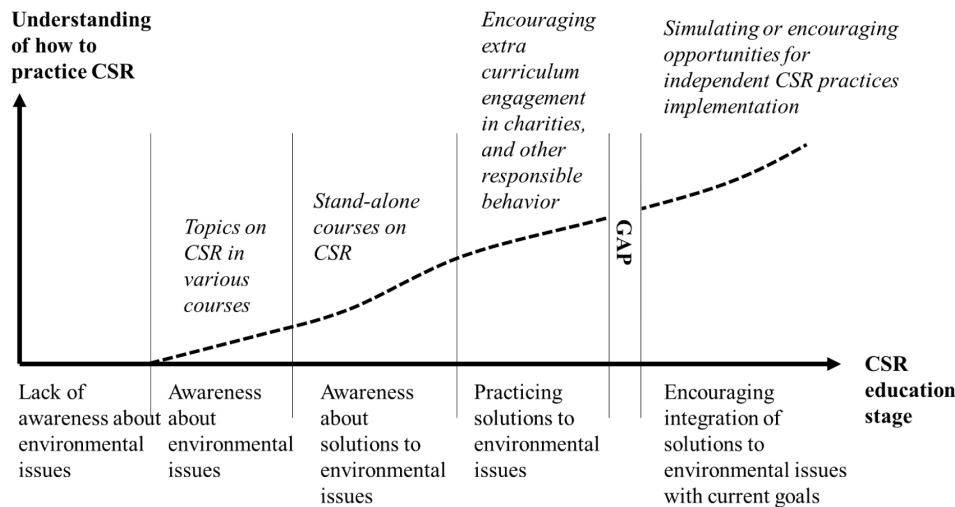 Understanding
of how to
practice CSR
Topics on
CSR in
various
courses
Stand-alone
courses on
CSR
Encouraging
extra
curriculum
engagement
in charities,
and other
responsible
behavior
GAP
Simulating or encouraging
opportunities for
independent CSR practices
implementation
CSR
education
stage
Lack of
awareness about
environmental
issues
Awareness
about
environmental
issues
Awareness
about
solutions to
environmental
issues
Practicing
solutions to
environmental
issues
Encouraging
integration of
solutions to
environmental issues
with current goals